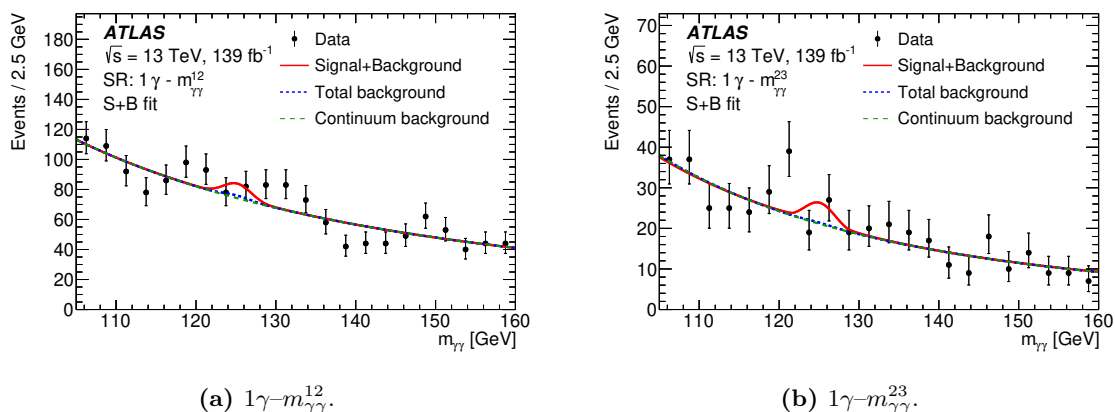 ATLAS
√s = 13 TeV, 139 fb⁻¹
SR: 1γ - m¹²γγ
S+B fit
Data
Signal+Background
Total background
Continuum background
Events / 2.5 GeV
180
160
140
120
100
80
60
40
20
0
110 120 130 140 150 160
mγγ [GeV]
(a) 1γ–m¹²γγ.
ATLAS
√s = 13 TeV, 139 fb⁻¹
SR: 1γ - m²³γγ
S+B fit
Data
Signal+Background
Total background
Continuum background
Events / 2.5 GeV
70
60
50
40
30
20
10
0
110 120 130 140 150 160
mγγ [GeV]
(b) 1γ–m²³γγ.